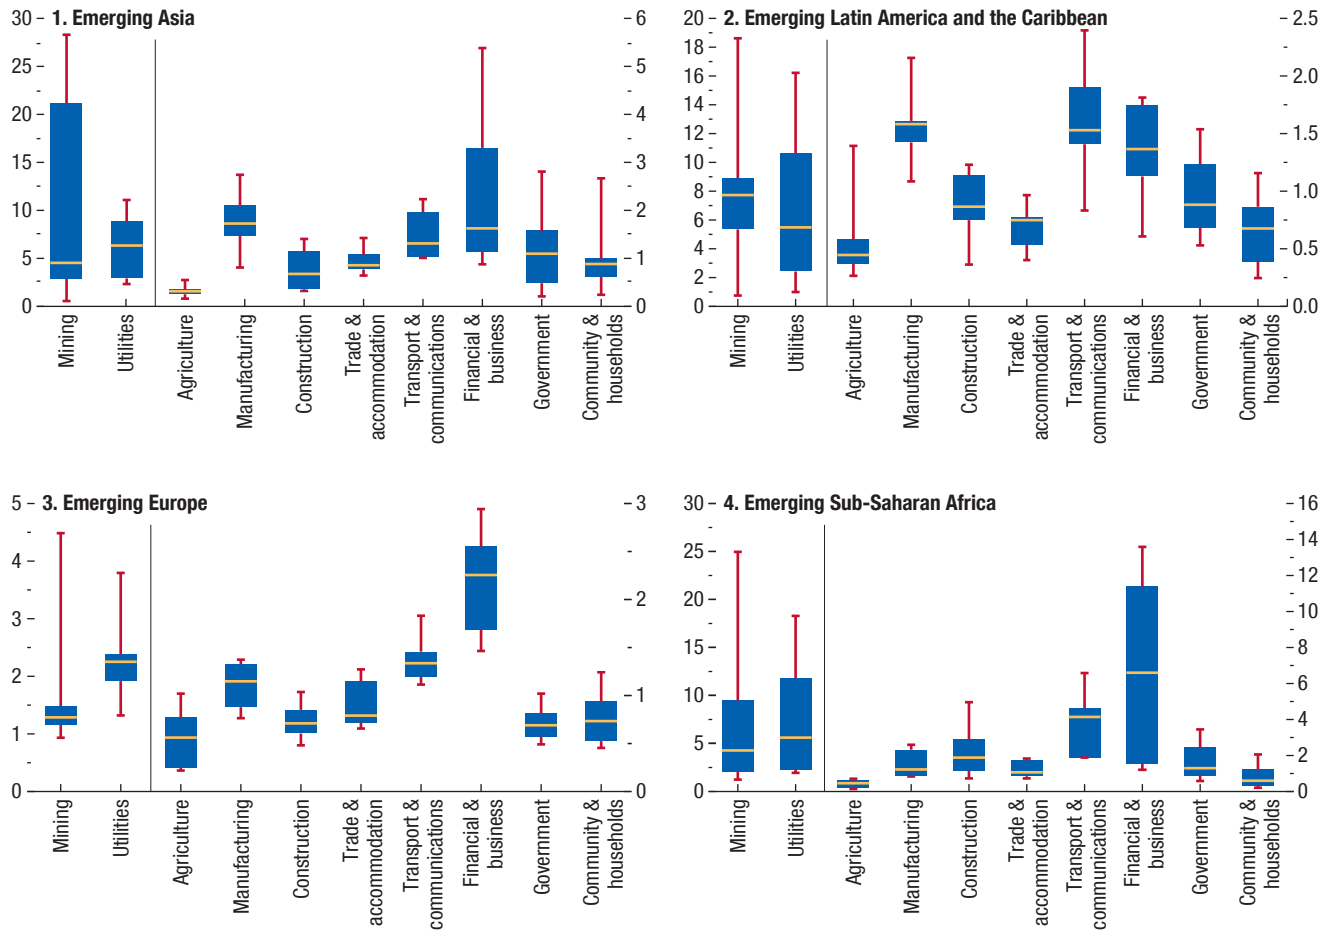 1. Emerging Asia
30
25
20
15
10
5
0
6
5
4
3
2
1
0
Mining
Utilities
Agriculture
Manufacturing
Construction
Trade &
accommodation
Transport &
communications
Financial &
business
Government
Community &
households
2. Emerging Latin America and the Caribbean
20
18
16
14
12
10
8
6
4
2
0
2.5
2.0
1.5
1.0
0.5
0.0
Mining
Utilities
Agriculture
Manufacturing
Construction
Trade &
accommodation
Transport &
communications
Financial &
business
Government
Community &
households
3. Emerging Europe
5
4
3
2
1
0
3
2
1
0
Mining
Utilities
Agriculture
Manufacturing
Construction
Trade &
accommodation
Transport &
communications
Financial &
business
Government
Community &
households
4. Emerging Sub-Saharan Africa
30
25
20
15
10
5
0
16
14
12
10
8
6
4
2
0
Mining
Utilities
Agriculture
Manufacturing
Construction
Trade &
accommodation
Transport &
communications
Financial &
business
Government
Community &
households